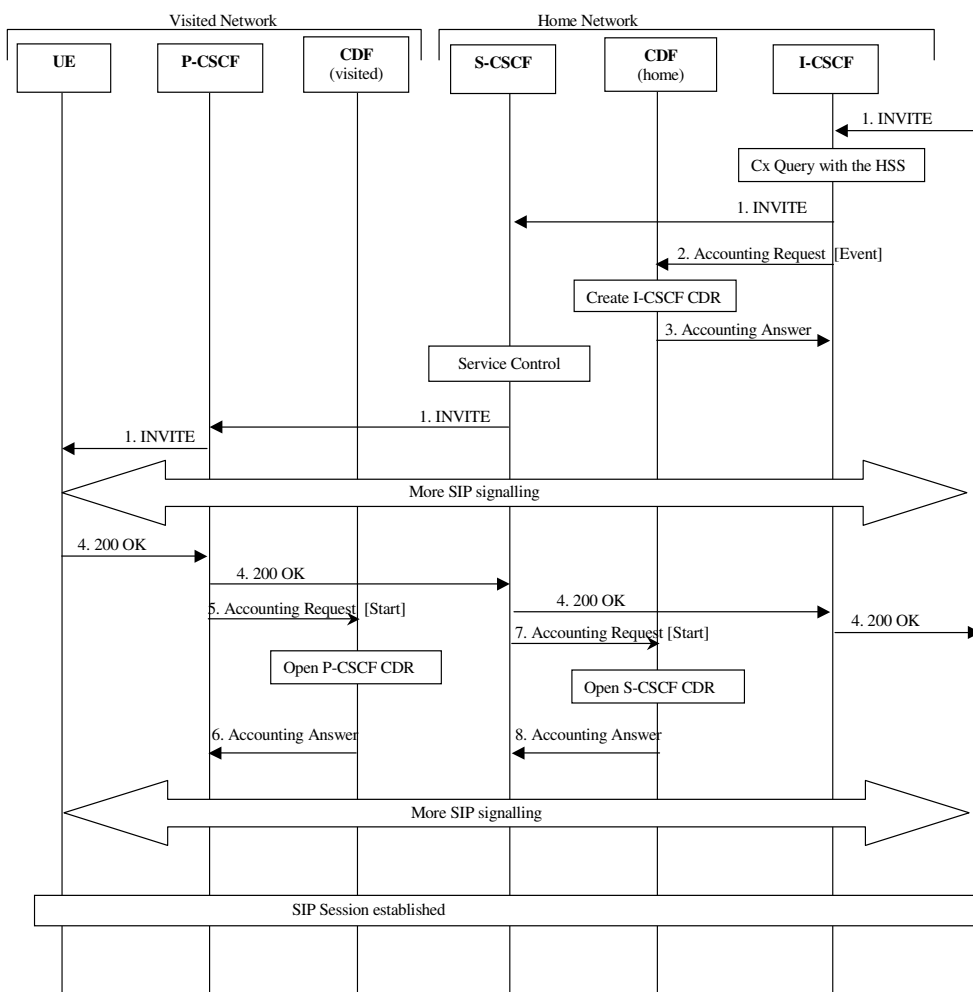 Visited Network
Home Network
UE
P-CSCF
CDF
(visited)
S-CSCF
CDF
(home)
I-CSCF
1. INVITE
Cx Query with the HSS
1. INVITE
2. Accounting Request [Event]
Create I-CSCF CDR
3. Accounting Answer
Service Control
1. INVITE
1. INVITE
More SIP signalling
4. 200 OK
4. 200 OK
4. 200 OK
5. Accounting Request [Start]
4. 200 OK
7. Accounting Request [Start]
Open P-CSCF CDR
Open S-CSCF CDR
6. Accounting Answer
8. Accounting Answer
More SIP signalling
SIP Session established